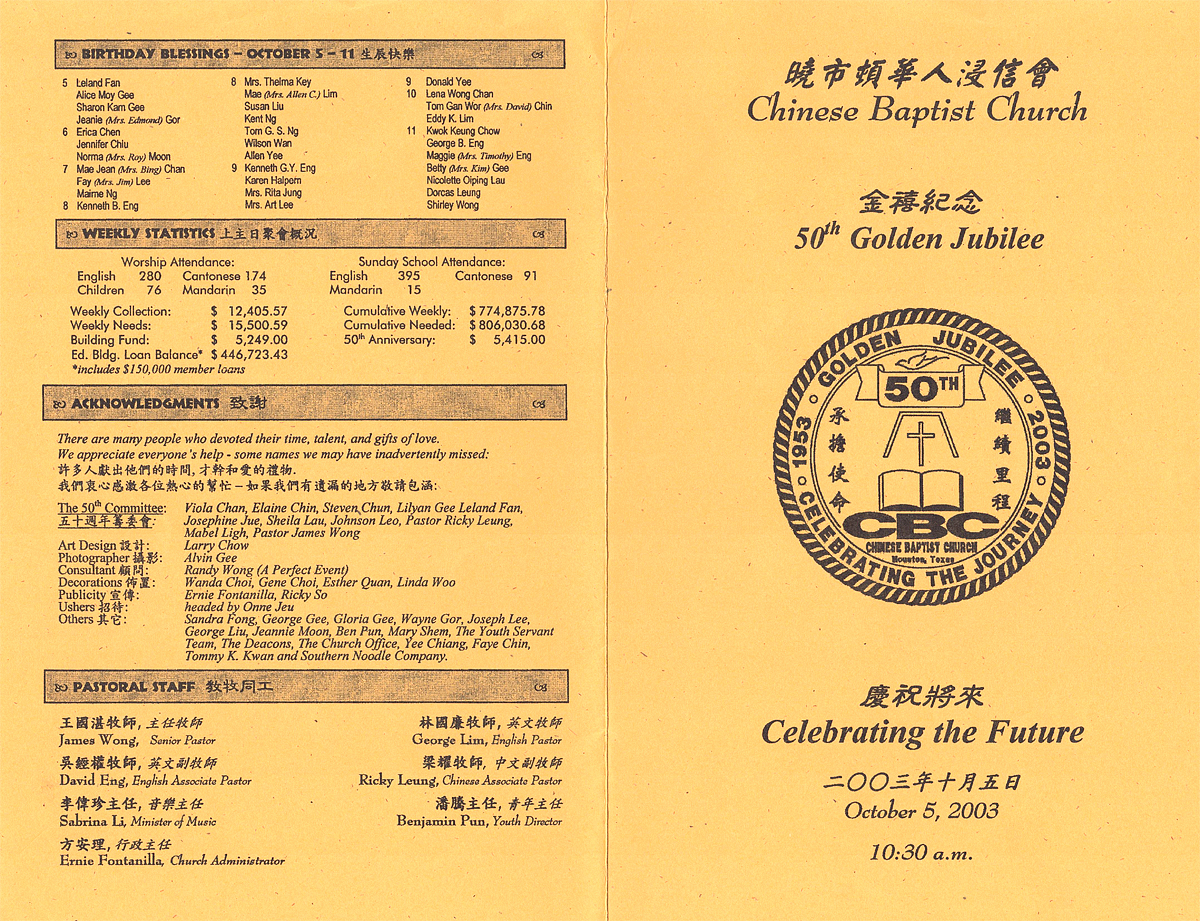 BIRTHDAY BLESSINGS – OCTOBER 5 – 11 生辰快樂
5 Leland Fan
Alice Moy Gee
Sharon Kam Gee
Jeanie (Mrs. Edmond) Gor
6 Erica Chen
Jennifer Chiu
Norma (Mrs. Roy) Moon
7 Mae Jean (Mrs. Bing) Chan
Fay (Mrs. Jim) Lee
Maime Ng
8 Kenneth B. Eng
8 Mrs. Thelma Key
Mae (Mrs. Allen C.) Lim
Susan Liu
Kent Ng
Tom G. S. Ng
Wilson Wan
Allen Yee
9 Kenneth G.Y. Eng
Karen Halpern
Mrs. Rita Jung
Mrs. Art Lee
9 Donald Yee
10 Lena Wong Chan
Tom Gan Wor (Mrs. David) Chin
Eddy K. Lim
11 Kwok Keung Chow
George B. Eng
Maggie (Mrs. Timothy) Eng
Betty (Mrs. Kim) Gee
Nicolette Oiping Lau
Dorcas Leung
Shirley Wong
WEEKLY STATISTICS 上主日聚會概況
Worship Attendance:
English 280 Cantonese 174
Children 76 Mandarin 35
Sunday School Attendance:
English 395 Cantonese 91
Mandarin 15
Weekly Collection: $ 12,405.57
Weekly Needs: $ 15,500.59
Building Fund: $ 5,249.00
Ed. Bldg. Loan Balance* $ 446,723.43
*includes $150,000 member loans
Cumulative Weekly: $ 774,875.78
Cumulative Needed: $ 806,030.68
50th Anniversary: $ 5,415.00
ACKNOWLEDGMENTS 致謝
There are many people who devoted their time, talent, and gifts of love.
We appreciate everyone's help - some names we may have inadvertently missed:
許多人獻出他們的時間, 才幹和愛的禮物.
我們衷心感激各位熱心的幫忙 – 如果我們有遺漏的地方敬請包涵:
The 50th Committee: Viola Chan, Elaine Chin, Steven Chun, Lilyan Gee Leland Fan,
五十週年籌委會: Josephine Jue, Sheila Lau, Johnson Leo, Pastor Ricky Leung,
Mabel Ligh, Pastor James Wong
Art Design 設計: Larry Chow
Photographer 攝影: Alvin Gee
Consultant 顧問: Randy Wong (A Perfect Event)
Decorations 佈置: Wanda Choi, Gene Choi, Esther Quan, Linda Woo
Publicity 宣傳: Ernie Fontanilla, Ricky So
Ushers 招待: headed by Onne Jeu
Others 其它: Sandra Fong, George Gee, Gloria Gee, Wayne Gor, Joseph Lee,
George Liu, Jeannie Moon, Ben Pun, Mary Shem, The Youth Servant
Team, The Deacons, The Church Office, Yee Chiang, Faye Chin,
Tommy K. Kwan and Southern Noodle Company.
PASTORAL STAFF 教牧同工
王國湛牧師, 主任牧師
James Wong, Senior Pastor
林國廉牧師, 英文牧師
George Lim, English Pastor
吳經權牧師, 英文副牧師
David Eng, English Associate Pastor
梁耀牧師, 中文副牧師
Ricky Leung, Chinese Associate Pastor
李偉珍主任, 音樂主任
Sabrina Li, Minister of Music
潘騰主任, 青年主任
Benjamin Pun, Youth Director
方安理, 行政主任
Ernie Fontanilla, Church Administrator
曉市頓華人浸信會
Chinese Baptist Church
金禧紀念
50th Golden Jubilee
GOLDEN JUBILEE
1953
2003
50TH
承擔使命
繼續里程
CBC
CHINESE BAPTIST CHURCH
Houston, Texas
CELEBRATING THE JOURNEY
慶祝將來
Celebrating the Future
二〇〇三年十月五日
October 5, 2003
10:30 a.m.